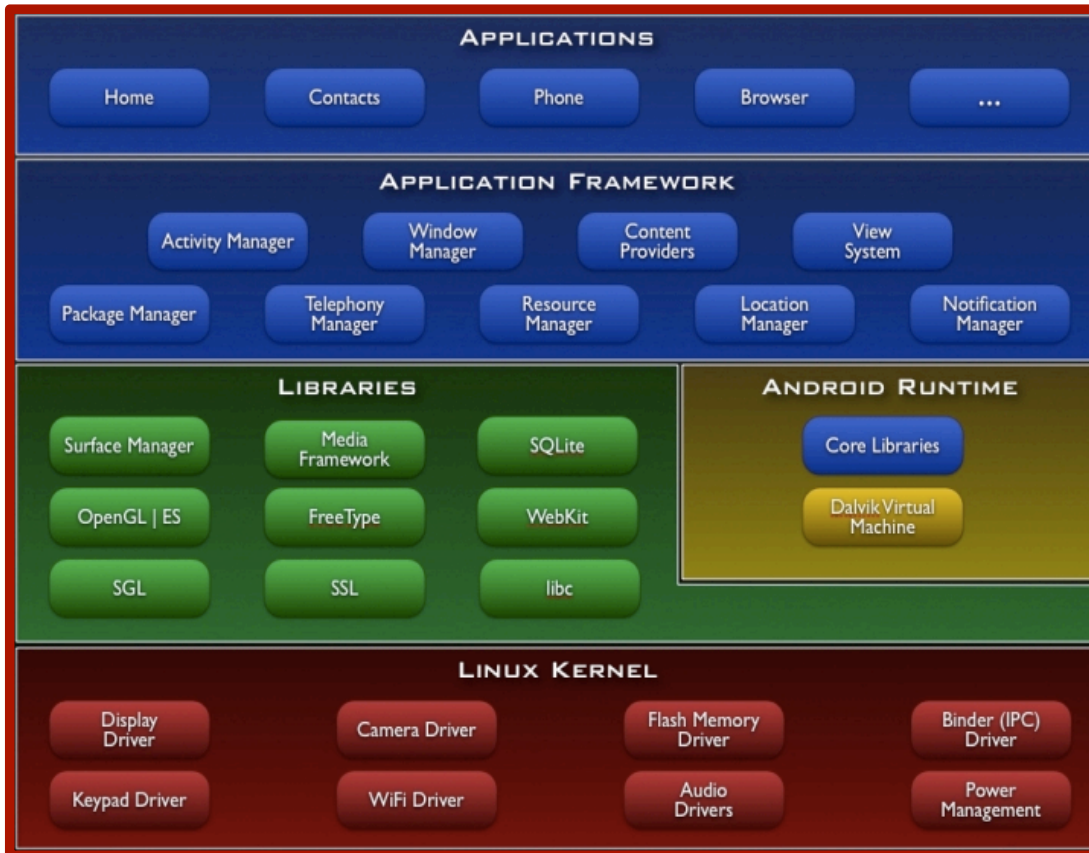 APPLICATIONS
Home
Contacts
Phone
Browser
...
APPLICATION FRAMEWORK
Activity Manager
Window
Manager
Content
Providers
View
System
Package Manager
Telephony
Manager
Resource
Manager
Location
Manager
Notification
Manager
LIBRARIES
Surface Manager
Media
Framework
SQLite
OpenGL | ES
FreeType
WebKit
SGL
SSL
libc
ANDROID RUNTIME
Core Libraries
Dalvik Virtual
Machine
LINUX KERNEL
Display
Driver
Camera Driver
Flash Memory
Driver
Binder (IPC)
Driver
Keypad Driver
WiFi Driver
Audio
Drivers
Power
Management